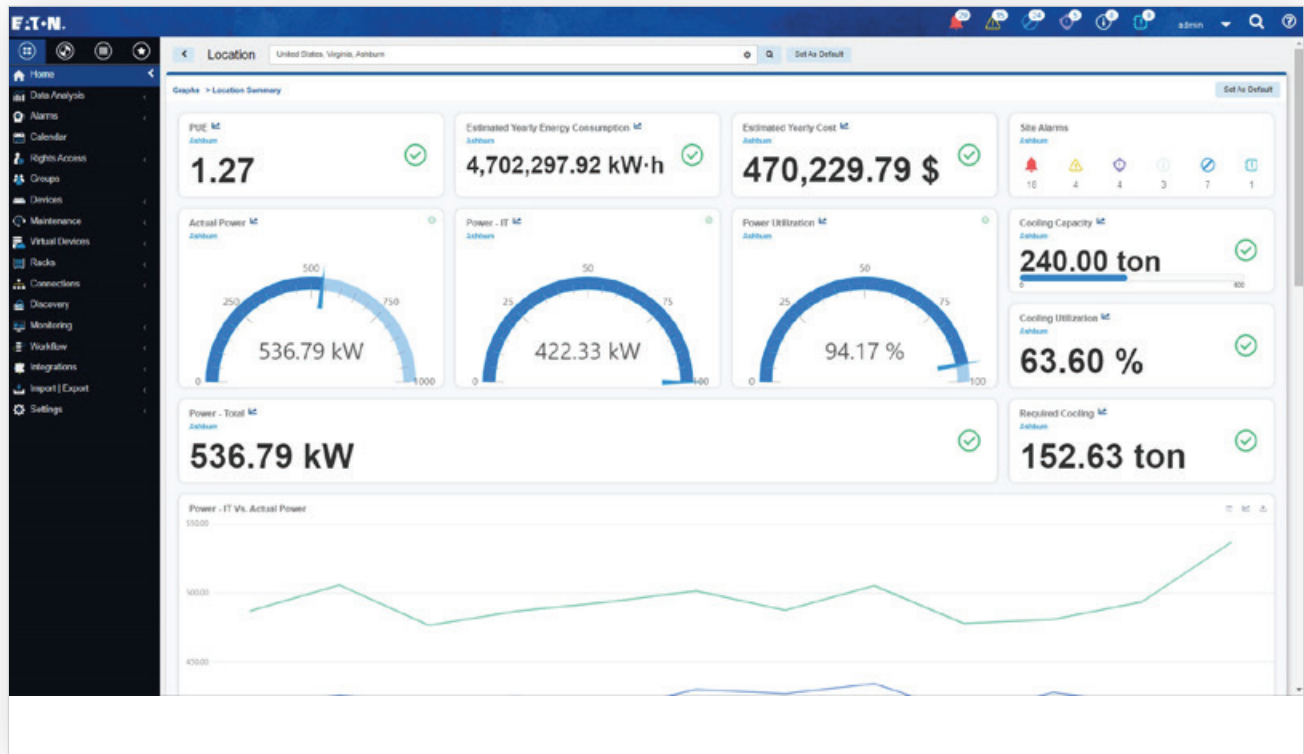 E·T·N.
29 15 24 5 admin
Location United States, Virginia, Ashburn Set As Default
Home
Data Analysis
Alarms
Calendar
Rights Access
Groups
Devices
Maintenance
Virtual Devices
Racks
Connections
Discovery
Monitoring
Workflow
Integrations
Import | Export
Settings
Graphs > Location Summary Set As Default
PUE
Ashburn
1.27
Estimated Yearly Energy Consumption
Ashburn
4,702,297.92 kW·h
Estimated Yearly Cost
Ashburn
470,229.79 $
Site Alarms
Ashburn
4 4 3 7 1
Actual Power
Ashburn
0 250 500 750 1000
536.79 kW
Power - IT
Ashburn
0 25 50 75 100
422.33 kW
Power Utilization
Ashburn
0 25 50 75 100
94.17 %
Cooling Capacity
Ashburn
240.00 ton
0
Cooling Utilization
Ashburn
63.60 %
Power - Total
Ashburn
536.79 kW
Required Cooling
Ashburn
152.63 ton
Power - IT Vs. Actual Power
550.00
500.00
450.00